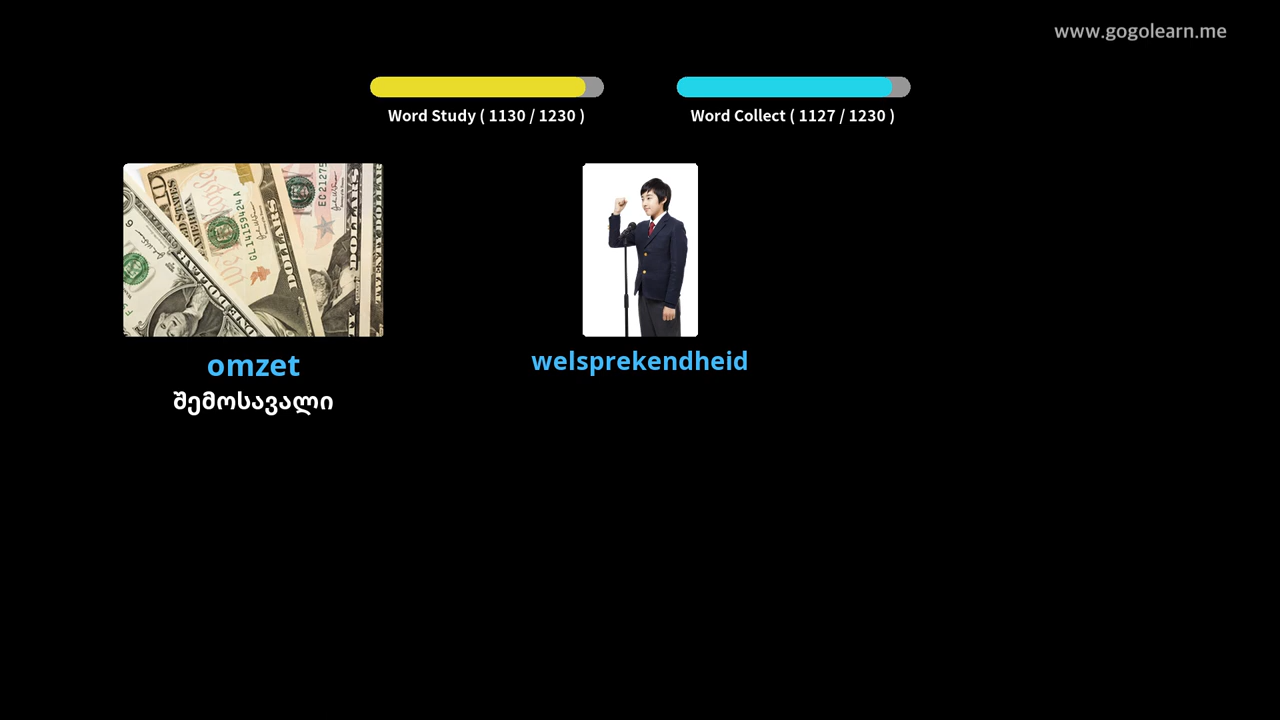 www.gogolearn.me
Word Study ( 1130 / 1230 )
Word Collect ( 1127 / 1230 )
omzet
შემოსავალი
welsprekendheid